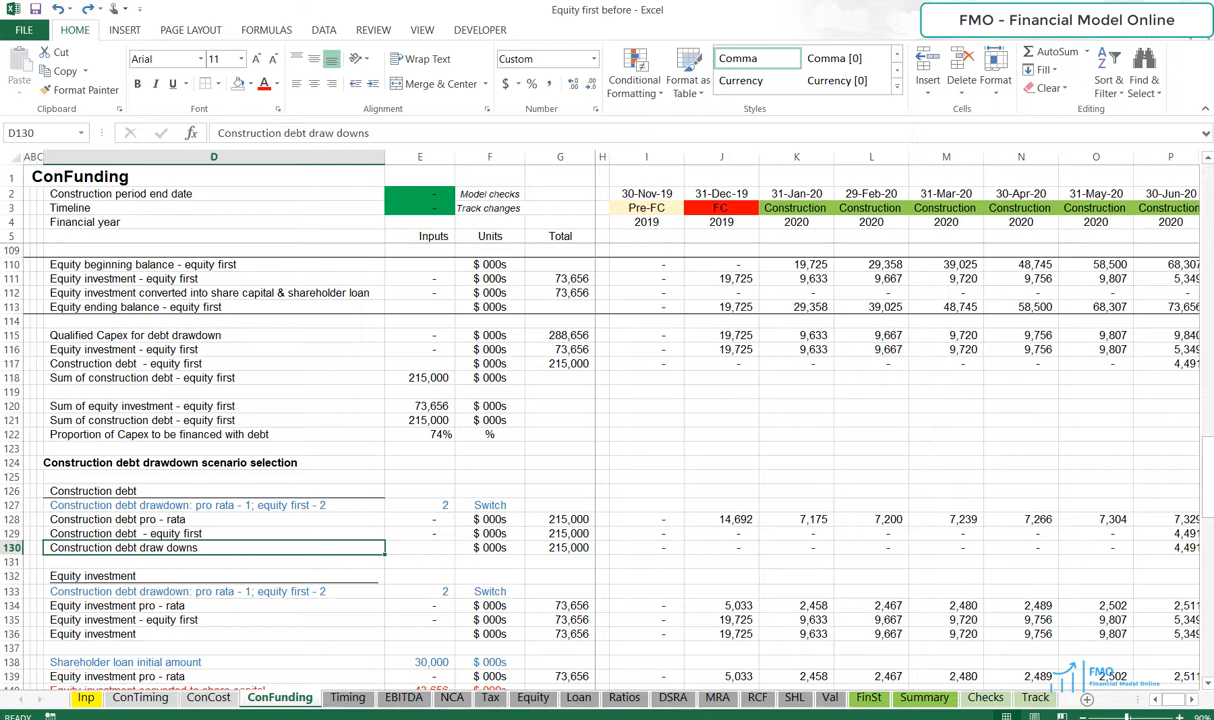 Equity first before - Excel
FMO - Financial Model Online
FILE HOME INSERT PAGE LAYOUT FORMULAS DATA REVIEW VIEW DEVELOPER
Paste Cut Copy Format Painter Clipboard
Arial 11 B I U A Font
Wrap Text Merge & Center Alignment
Custom $ % , Number
Conditional Formatting Format as Table Comma Comma [0] Currency Currency [0] Styles
Insert Delete Format Cells
AutoSum Fill Clear Sort & Filter Find & Select Editing
D130 fx Construction debt draw downs
ABC D E F G H I J K L M N O P
1 ConFunding
2 Construction period end date - Model checks 30-Nov-19 31-Dec-19 31-Jan-20 29-Feb-20 31-Mar-20 30-Apr-20 31-May-20 30-Jun-20
3 Timeline - Track changes Pre-FC FC Construction Construction Construction Construction Construction Construction
4 Financial year 2019 2019 2020 2020 2020 2020 2020 2020
5 Inputs Units Total
109
110 Equity beginning balance - equity first $ 000s - - 19,725 29,358 39,025 48,745 58,500 68,307
111 Equity investment - equity first - $ 000s 73,656 - 19,725 9,633 9,667 9,720 9,756 9,807 5,349
112 Equity investment converted into share capital & shareholder loan - $ 000s 73,656 - - - - - - - -
113 Equity ending balance - equity first $ 000s - 19,725 29,358 39,025 48,745 58,500 68,307 73,656
114
115 Qualified Capex for debt drawdown - $ 000s 288,656 - 19,725 9,633 9,667 9,720 9,756 9,807 9,840
116 Equity investment - equity first - $ 000s 73,656 - 19,725 9,633 9,667 9,720 9,756 9,807 5,349
117 Construction debt - equity first $ 000s 215,000 - - - - - - - 4,491
118 Sum of construction debt - equity first 215,000 $ 000s
119
120 Sum of equity investment - equity first 73,656 $ 000s
121 Sum of construction debt - equity first 215,000 $ 000s
122 Proportion of Capex to be financed with debt 74% %
123
124 Construction debt drawdown scenario selection
125
126 Construction debt
127 Construction debt drawdown: pro rata - 1; equity first - 2 2 Switch
128 Construction debt pro - rata - $ 000s 215,000 - 14,692 7,175 7,200 7,239 7,266 7,304 7,329
129 Construction debt - equity first - $ 000s 215,000 - - - - - - - 4,491
130 Construction debt draw downs $ 000s 215,000 - - - - - - - 4,491
131
132 Equity investment
133 Construction debt drawdown: pro rata - 1; equity first - 2 2 Switch
134 Equity investment pro - rata - $ 000s 73,656 - 5,033 2,458 2,467 2,480 2,489 2,502 2,511
135 Equity investment - equity first - $ 000s 73,656 - 19,725 9,633 9,667 9,720 9,756 9,807 5,349
136 Equity investment $ 000s 73,656 - 19,725 9,633 9,667 9,720 9,756 9,807 5,349
137
138 Shareholder loan initial amount 30,000 $ 000s
139 Equity investment pro - rata - $ 000s 73,656 - 5,033 2,458 2,467 2,480 2,489 2,502 2,511
FMO
Financial Model Online
Inp ConTiming ConCost ConFunding Timing EBITDA NCA Tax Equity Loan Ratios DSRA MRA RCF SHL Val FinSt Summary Checks Track
READY 90%